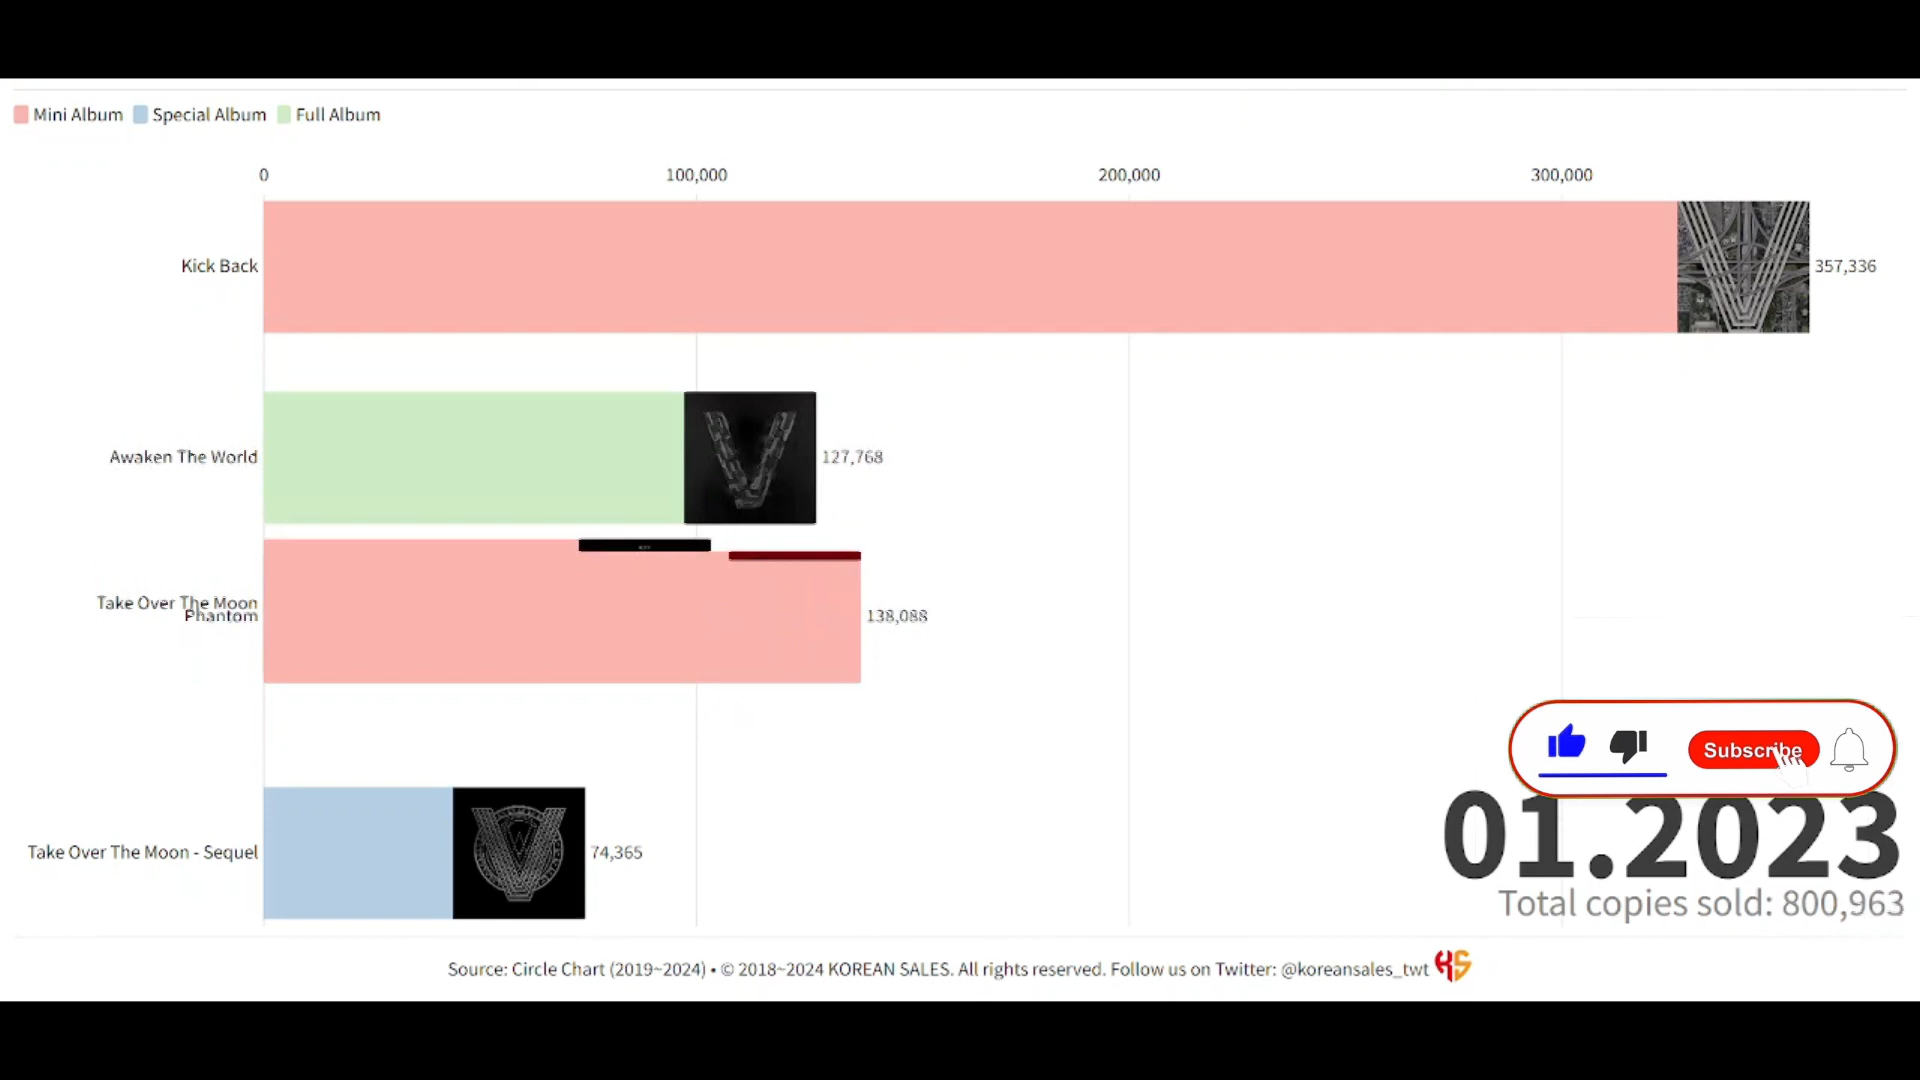 Mini Album Special Album Full Album
0 100,000 200,000 300,000
Kick Back 357,336
Awaken The World 127,768
Take Over The Moon
Phantom 138,088
Subscribe
Take Over The Moon - Sequel 74,365
01.2023
Total copies sold: 800,963
Source: Circle Chart (2019~2024) • © 2018~2024 KOREAN SALES. All rights reserved. Follow us on Twitter: @koreansales_twt KS